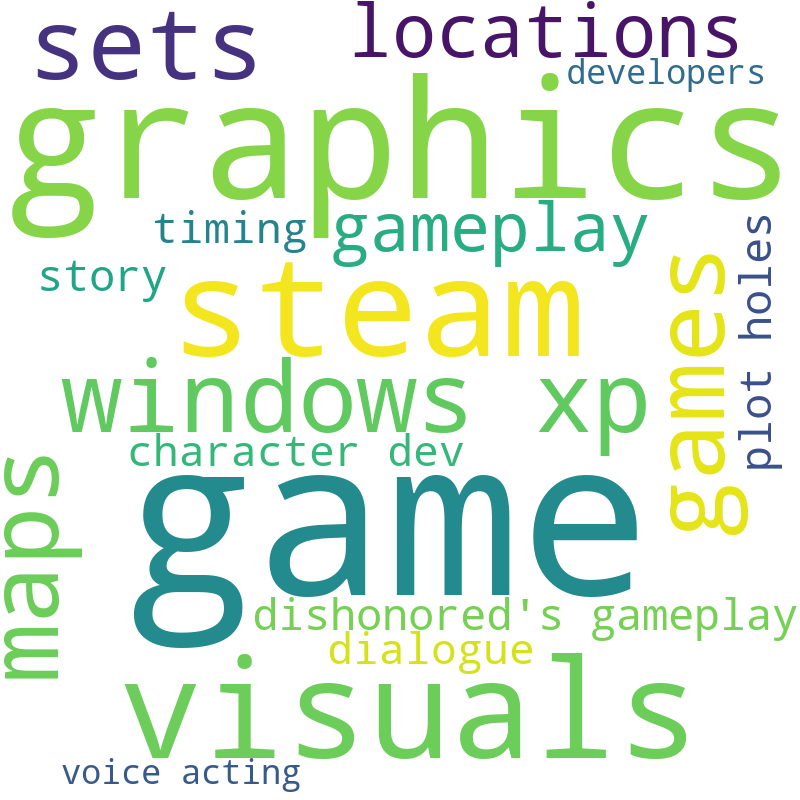 locations
sets
developers
graphics
timing
gameplay
story
steam
games
plot holes
windows xp
character dev
maps
game
dishonored's gameplay
dialogue
visuals
voice acting